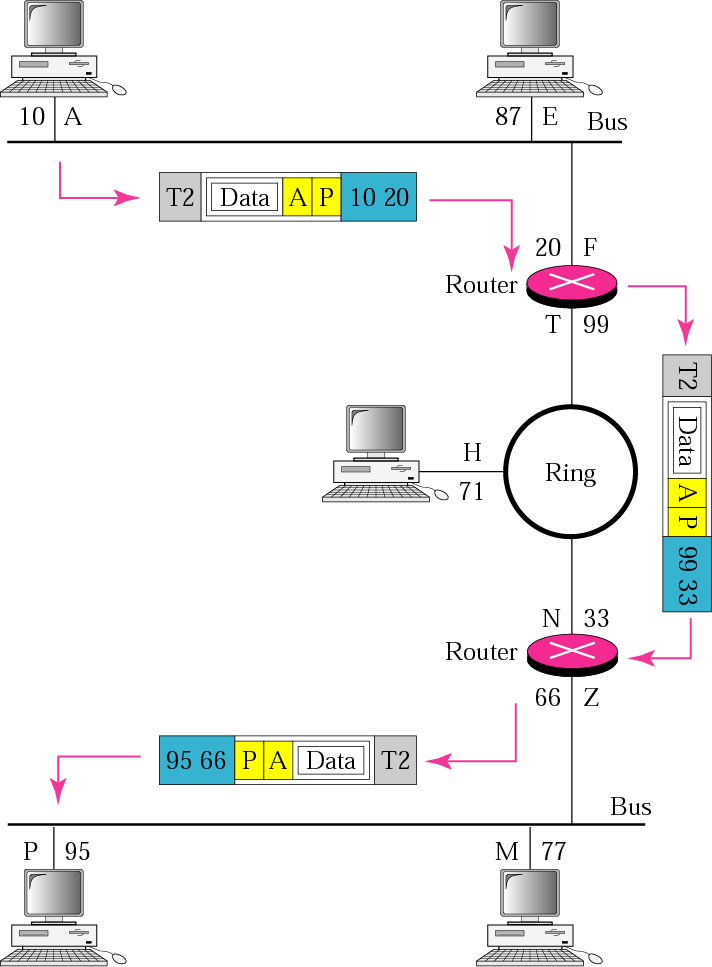 10 A
87 E
Bus
T2 Data A P 10 20
20 F
Router
T 99
T2 Data A P 99 33
H
71
Ring
N 33
Router
66 Z
95 66 P A Data T2
Bus
P 95
M 77